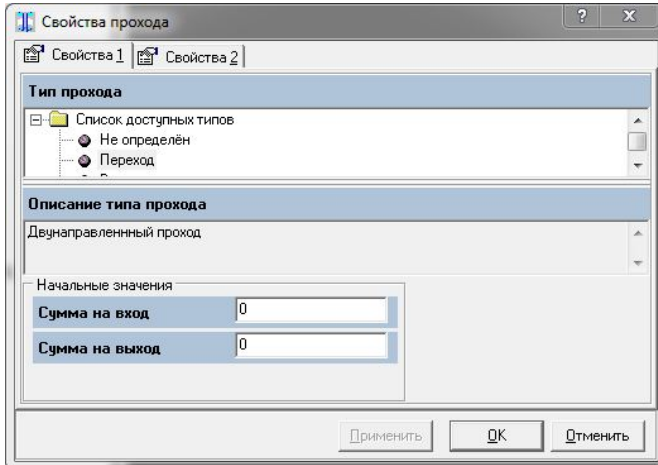 Свойства прохода
Свойства 1 Свойства 2
Тип прохода
Список доступных типов
Не определён
Переход
Описание типа прохода
Двунаправленнный проход
Начальные значения
Сумма на вход 0
Сумма на выход 0
Применить OK Отменить